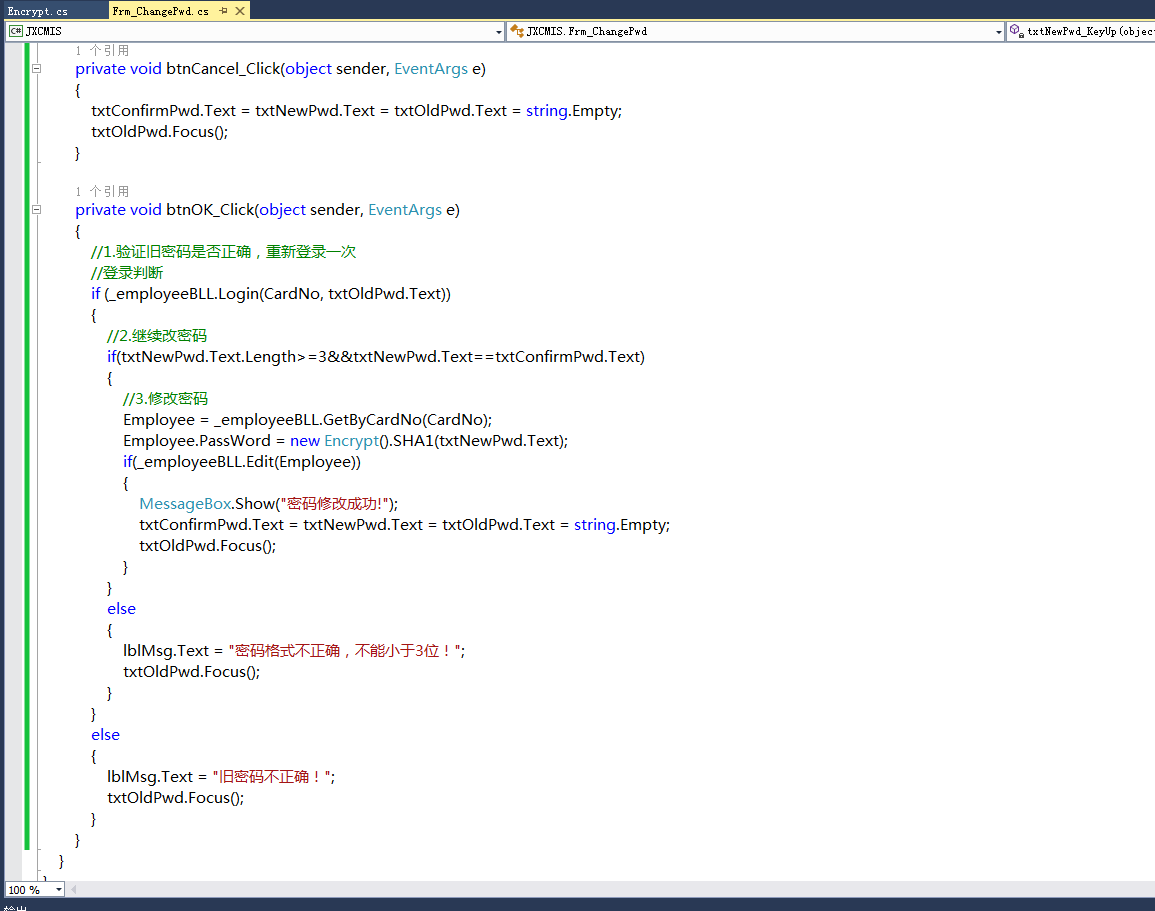 Encrypt.cs Frm_ChangePwd.cs
C# JXCMIS JXCMIS.Frm_ChangePwd txtNewPwd_KeyUp(objec
1 个引用
private void btnCancel_Click(object sender, EventArgs e)
{
txtConfirmPwd.Text = txtNewPwd.Text = txtOldPwd.Text = string.Empty;
txtOldPwd.Focus();
}
1 个引用
private void btnOK_Click(object sender, EventArgs e)
{
//1.验证旧密码是否正确，重新登录一次
//登录判断
if (_employeeBLL.Login(CardNo, txtOldPwd.Text))
{
//2.继续改密码
if(txtNewPwd.Text.Length>=3&&txtNewPwd.Text==txtConfirmPwd.Text)
{
//3.修改密码
Employee = _employeeBLL.GetByCardNo(CardNo);
Employee.PassWord = new Encrypt().SHA1(txtNewPwd.Text);
if(_employeeBLL.Edit(Employee))
{
MessageBox.Show("密码修改成功!");
txtConfirmPwd.Text = txtNewPwd.Text = txtOldPwd.Text = string.Empty;
txtOldPwd.Focus();
}
}
else
{
lblMsg.Text = "密码格式不正确，不能小于3位！";
txtOldPwd.Focus();
}
}
else
{
lblMsg.Text = "旧密码不正确！";
txtOldPwd.Focus();
}
}
}
100 %